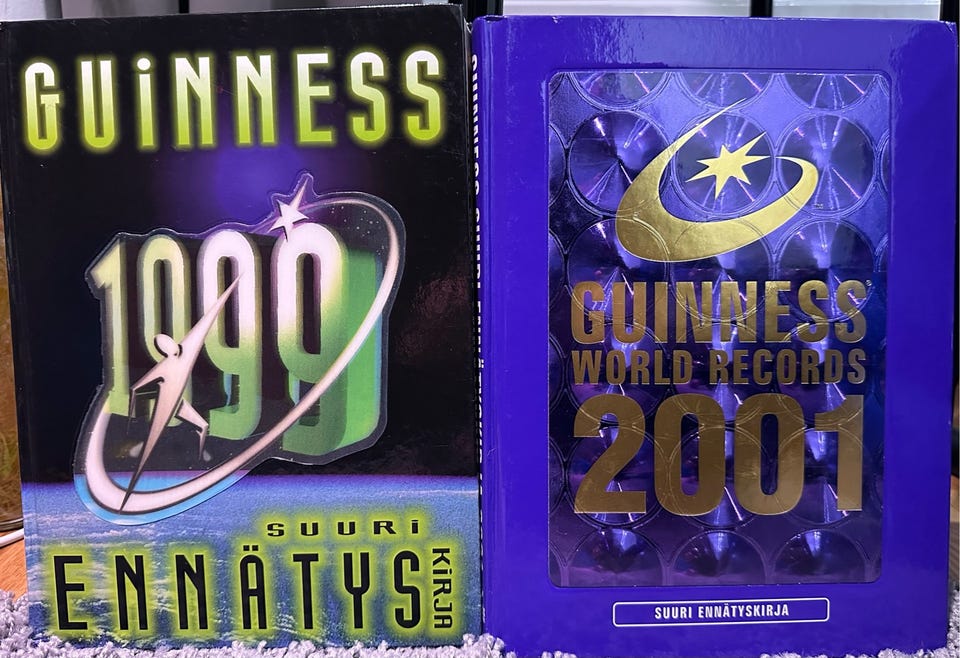 GUiNNESS
1999
SUURi
ENNÄTYS
KiRJA
GUINNESS
WORLD RECORDS
2001
SUURI ENNÄTYSKIRJA